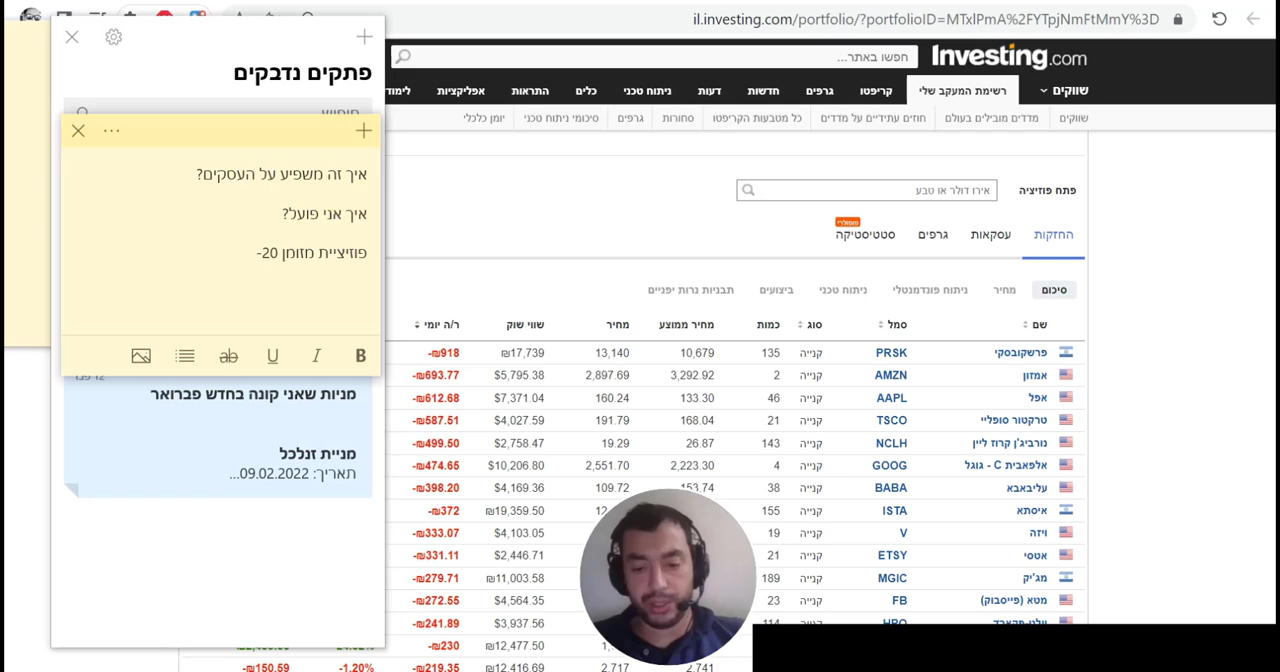 il.investing.com/portfolio/?portfolioID=MTxlPmA%2FYTpjNmFtMmY%3D
Investing.com
חפשו באתר...
שווקים רשימת המעקב שלי קריפטו גרפים חדשות דעות ניתוח טכני כלים התראות אפליקציות
שווקים מדדים מובילים בעולם חוזים עתידיים על מדדים כל מטבעות הקריפטו סחורות גרפים סיכומי ניתוח טכני יומן כלכלי
פתח פוזיציה אירו דולר או טבע
פופולרי
החזקות עסקאות גרפים סטטיסטיקה
סיכום מחיר ניתוח פונדמנטלי ניתוח טכני ביצועים תבניות נרות יפניים
שם סמל סוג כמות מחיר ממוצע מחיר שווי שוק ר/ה יומי
פרשקובסקי PRSK קנייה 135 10,679 13,140 ₪17,739 -₪918
אמזון AMZN קנייה 2 3,292.92 2,897.69 $5,795.38 -₪693.77
אפל AAPL קנייה 46 133.30 160.24 $7,371.04 -₪612.68
טרקטור סופליי TSCO קנייה 21 168.04 191.79 $4,027.59 -₪587.51
נורביג'ן קרוז ליין NCLH קנייה 143 26.87 19.29 $2,758.47 -₪499.50
אלפאבית C - גוגל GOOG קנייה 4 2,223.30 2,551.70 $10,206.80 -₪474.65
עליבאבא BABA קנייה 38 153.74 109.72 $4,169.36 -₪398.20
איסתא ISTA קנייה 155 ₪19,359.50 -₪372
ויזה V קנייה 19 $4,103.05 -₪333.07
אטסי ETSY קנייה 21 $2,446.71 -₪331.11
מג'יק MGIC קנייה 189 ₪11,003.58 -₪279.71
מטא (פייסבוק) FB קנייה 23 $4,564.35 -₪272.55
$3,937.56 -₪241.89
₪12,477.50 -₪230
2,741 2,717 ₪12,416.69 -₪219.35 -1.20% -₪150.59
פתקים נדבקים
חיפוש
איך זה משפיע על העסקים?
איך אני פועל?
פוזיציית מזומן 20-
B I U ab
מניות שאני קונה בחדש פברואר
מניית זנלכל
תאריך: 09.02.2022...